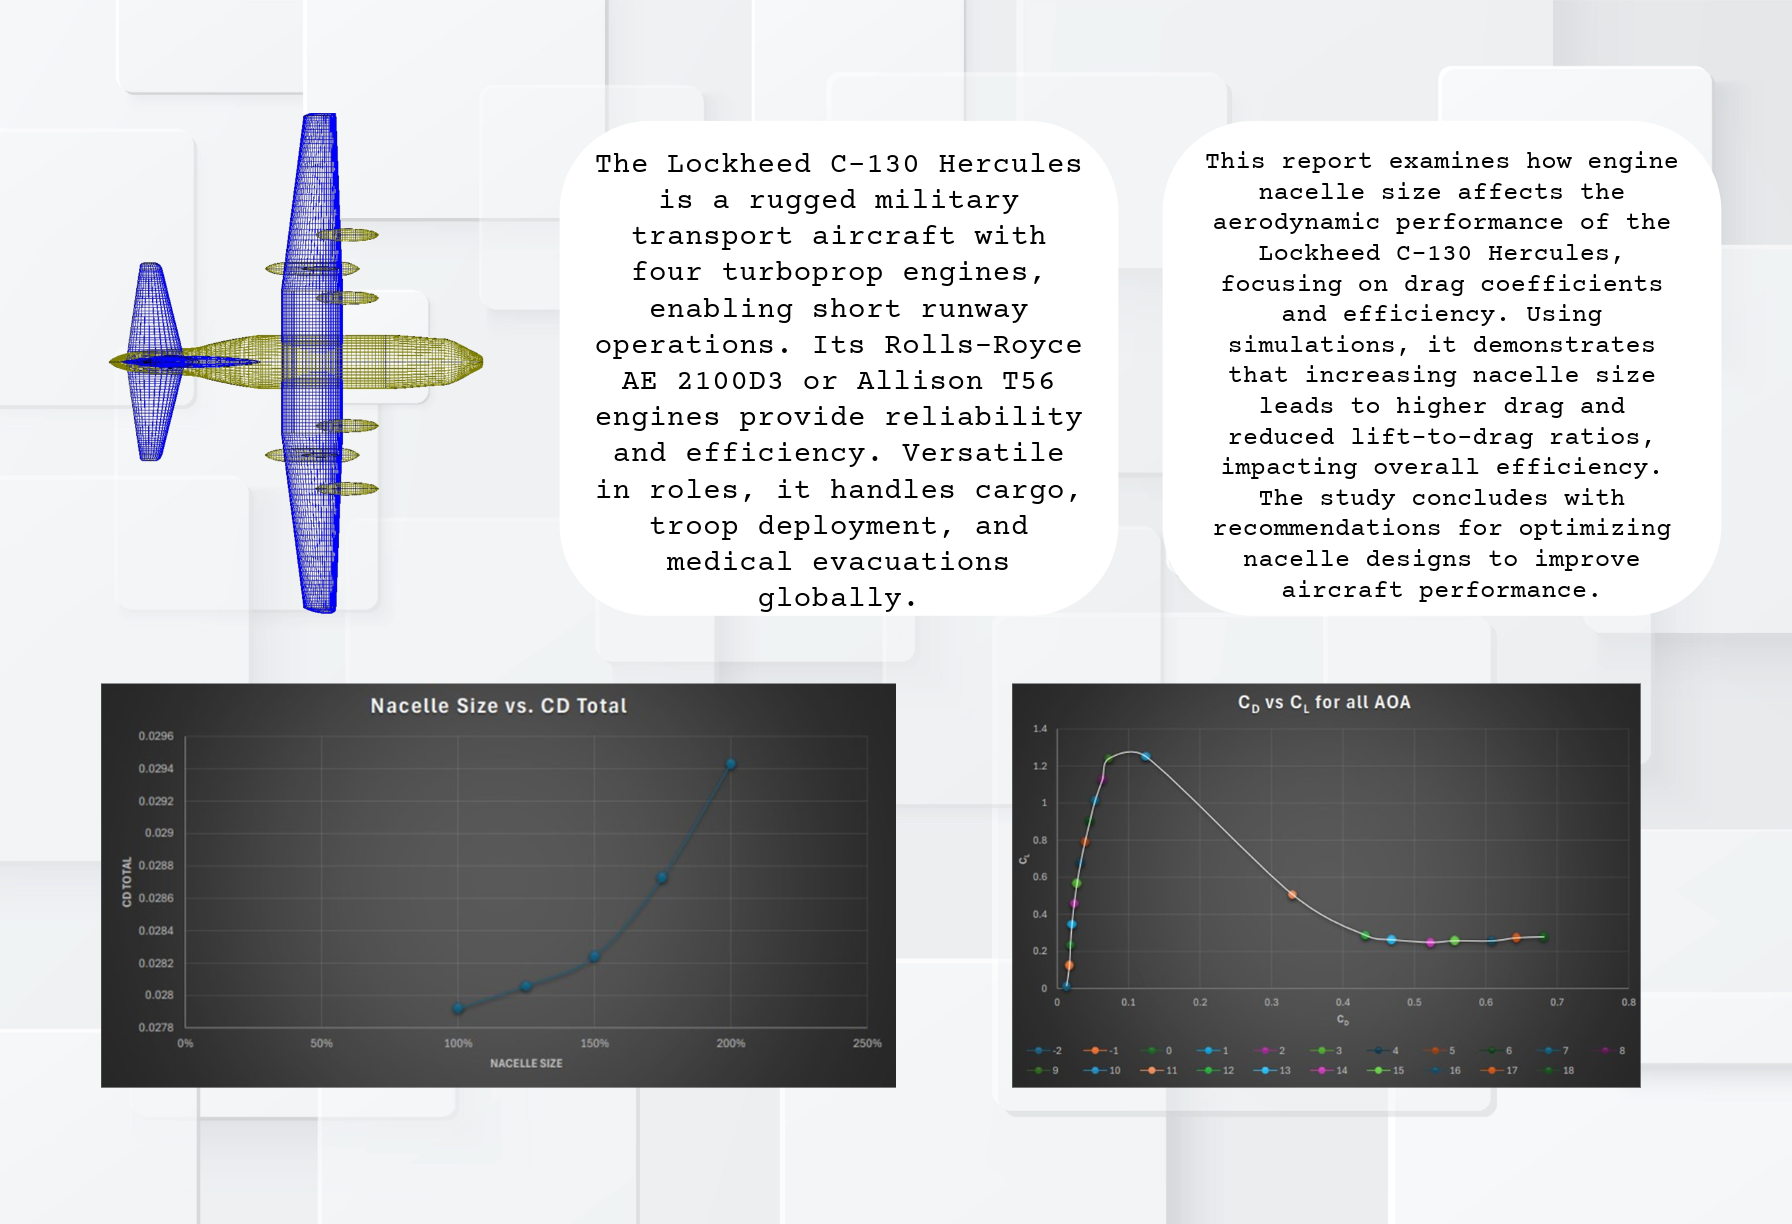 The Lockheed C-130 Hercules
is a rugged military
transport aircraft with
four turboprop engines,
enabling short runway
operations. Its Rolls-Royce
AE 2100D3 or Allison T56
engines provide reliability
and efficiency. Versatile
in roles, it handles cargo,
troop deployment, and
medical evacuations
globally.
This report examines how engine
nacelle size affects the
aerodynamic performance of the
Lockheed C-130 Hercules,
focusing on drag coefficients
and efficiency. Using
simulations, it demonstrates
that increasing nacelle size
leads to higher drag and
reduced lift-to-drag ratios,
impacting overall efficiency.
The study concludes with
recommendations for optimizing
nacelle designs to improve
aircraft performance.
Nacelle Size vs. CD Total
0.0296
0.0294
0.0292
0.029
0.0288
0.0286
0.0284
0.0282
0.028
0.0278
CD TOTAL
0% 50% 100% 150% 200% 250%
NACELLE SIZE
C_D vs C_L for all AOA
1.4
1.2
1
0.8
0.6
0.4
0.2
0
C_L
0 0.1 0.2 0.3 0.4 0.5 0.6 0.7 0.8
C_D
-2 -1 0 1 2 3 4 5 6 7 8
9 10 11 12 13 14 15 16 17 18